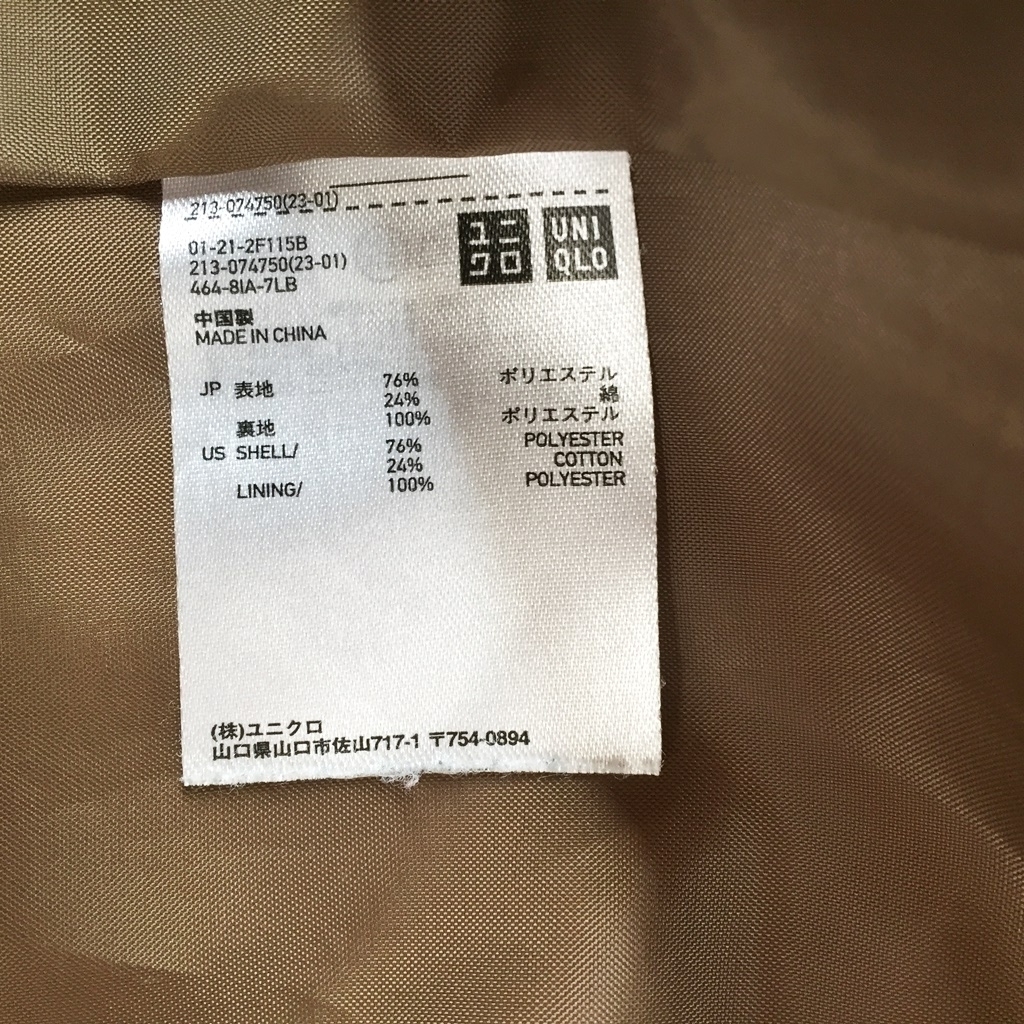 213-074750(23-01)
ユニ
クロ
UNI
QLO
01-21-2F115B
213-074750(23-01)
464-8IA-7LB
中国製
MADE IN CHINA
JP 表地 76% ポリエステル
24% 綿
裏地 100% ポリエステル
US SHELL/ 76% POLYESTER
24% COTTON
LINING/ 100% POLYESTER
(株)ユニクロ
山口県山口市佐山717-1 〒754-0894